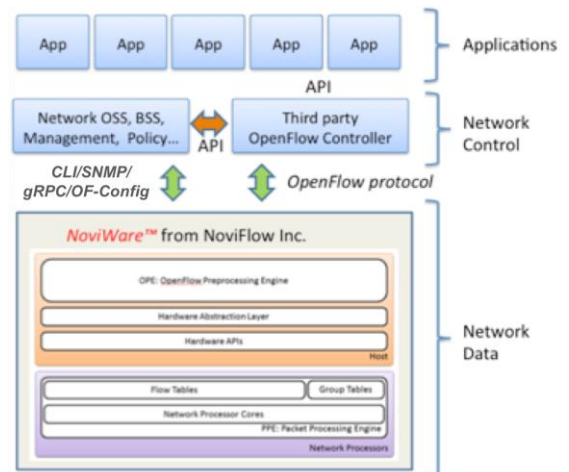 App App App App App
Applications
API
Network OSS, BSS,
Management, Policy...
API
Third party
OpenFlow Controller
Network
Control
CLI/SNMP/
gRPC/OF-Config
OpenFlow protocol
NoviWare™ from NoviFlow Inc.
OPE: OpenFlow Preprocessing Engine
Hardware Abstraction Layer
Hardware APIs
Host
Network
Data
Flow Tables
Group Tables
Network Processor Cores
PPE: Packet Processing Engine
Network Processors